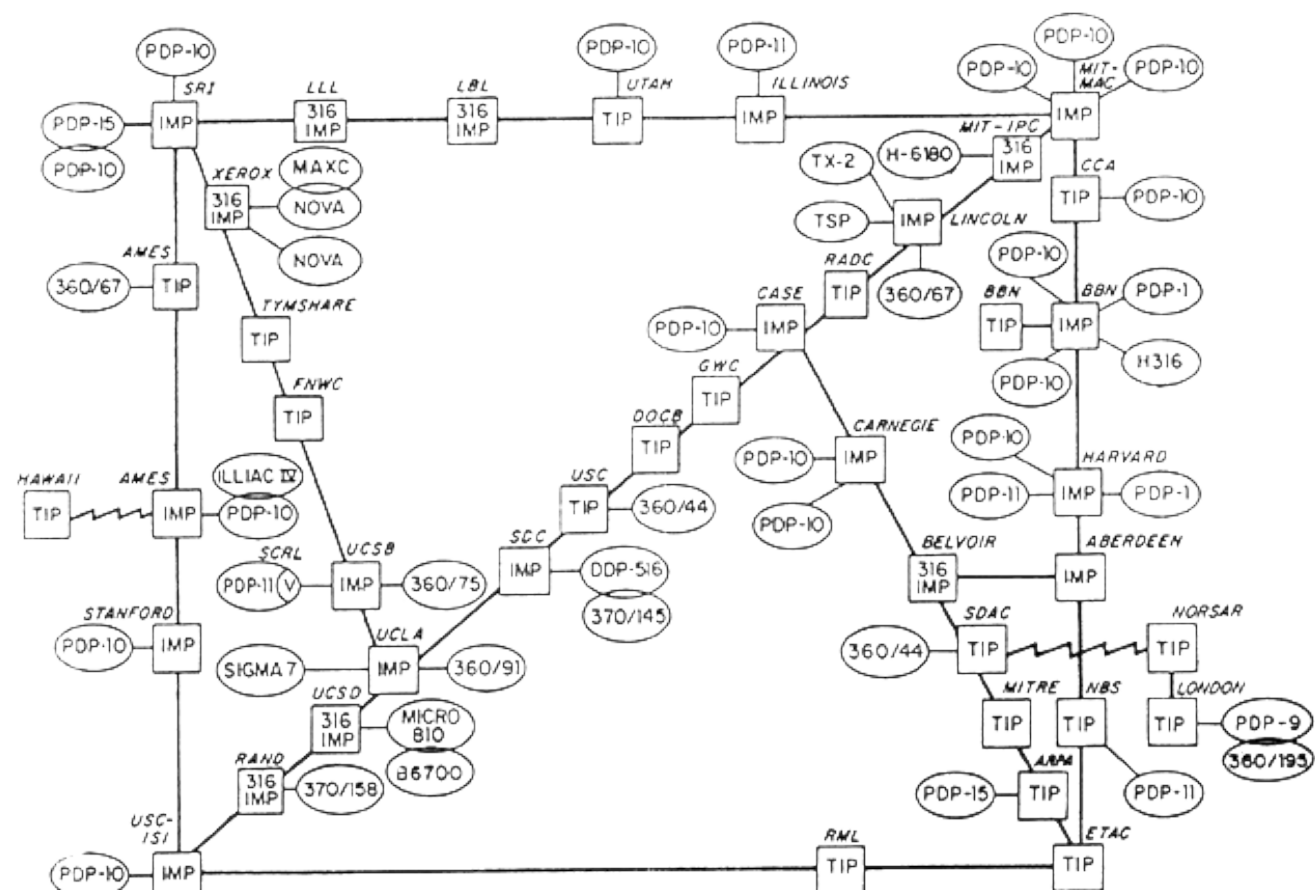 PDP-10
PDP-10
PDP-11
PDP-10
PDP-10
PDP-10
MIT-
MAC
SRI
LLL
LBL
UTAH
ILLINOIS
PDP-15
PDP-10
IMP
316
IMP
316
IMP
TIP
IMP
IMP
MIT-IPC
316
IMP
H-6180
CCA
TIP
PDP-10
XEROX
316
IMP
MAXC
NOVA
NOVA
TX-2
TSP
IMP
LINCOLN
360/67
AMES
360/67
TIP
TYMSHARE
TIP
RADC
TIP
CASE
PDP-10
IMP
PDP-10
BBN
TIP
BBN
IMP
PDP-1
PDP-10
H316
FNWC
TIP
GWC
TIP
DOCB
TIP
CARNEGIE
PDP-10
IMP
PDP-10
PDP-10
HARVARD
PDP-11
IMP
PDP-1
HAWAII
TIP
AMES
IMP
ILLIAC IV
PDP-10
USC
TIP
360/44
SDC
IMP
DDP-516
370/145
SCRL
PDP-11
V
UCSB
IMP
360/75
BELVOIR
316
IMP
ABERDEEN
IMP
STANFORD
PDP-10
IMP
UCLA
SIGMA 7
IMP
360/91
SDAC
360/44
TIP
NORSAR
TIP
UCSD
316
IMP
MICRO
810
B6700
MITRE
TIP
NBS
TIP
PDP-11
LONDON
TIP
PDP-9
360/195
RAND
316
IMP
370/158
ARPA
PDP-15
TIP
USC-
ISI
PDP-10
IMP
RML
TIP
ETAC
TIP